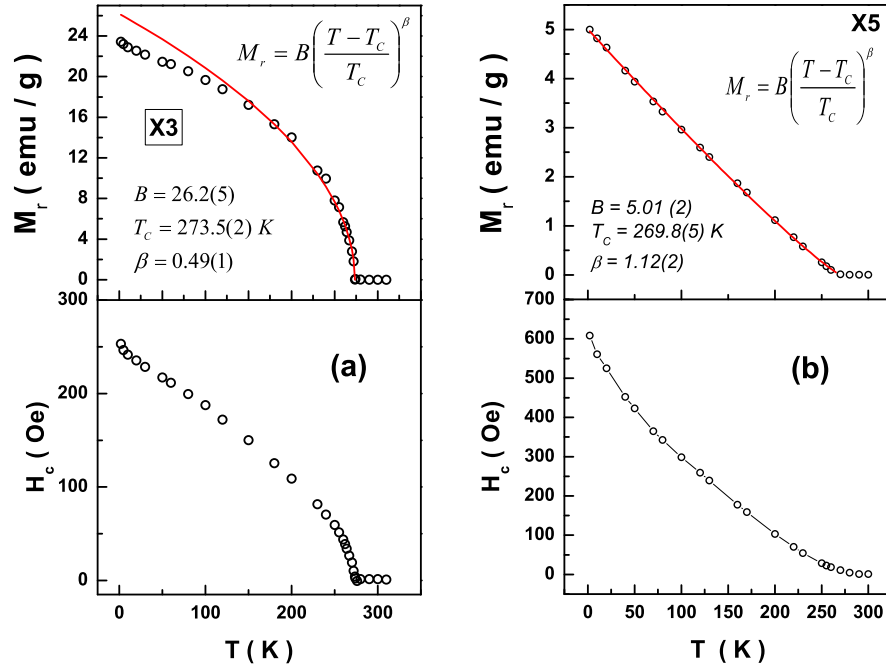 24
20
16
12
8
4
0
M_r ( emu / g )
M_r = B((T − T_C)/T_C)^β
X3
B = 26.2(5)
T_C = 273.5(2) K
β = 0.49(1)
300
200
100
0
H_c ( Oe )
(a)
0 50 100 150 200 250 300
T ( K )
X5
5
4
3
2
1
0
M_r ( emu / g )
M_r = B((T − T_C)/T_C)^β
B = 5.01 (2)
T_C = 269.8(5) K
β = 1.12(2)
700
600
500
400
300
200
100
0
H_c ( Oe )
(b)
0 50 100 150 200 250 300
T ( K )